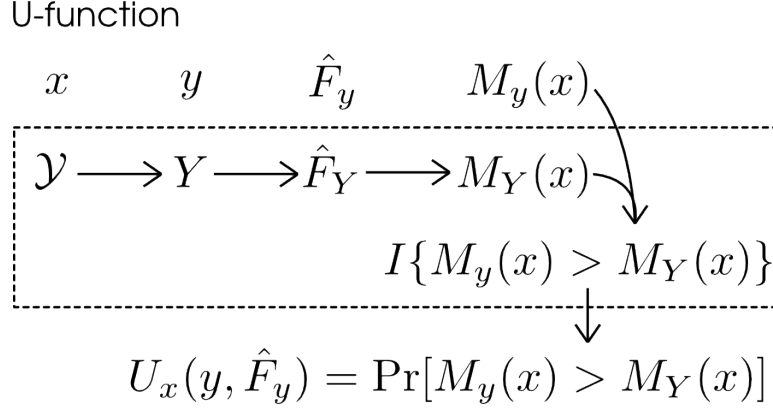 U-function
x y F̂_y M_y(x)
𝒴 → Y → F̂_Y → M_Y(x)
I{M_y(x) > M_Y(x)}
U_x(y, F̂_y) = Pr[M_y(x) > M_Y(x)]